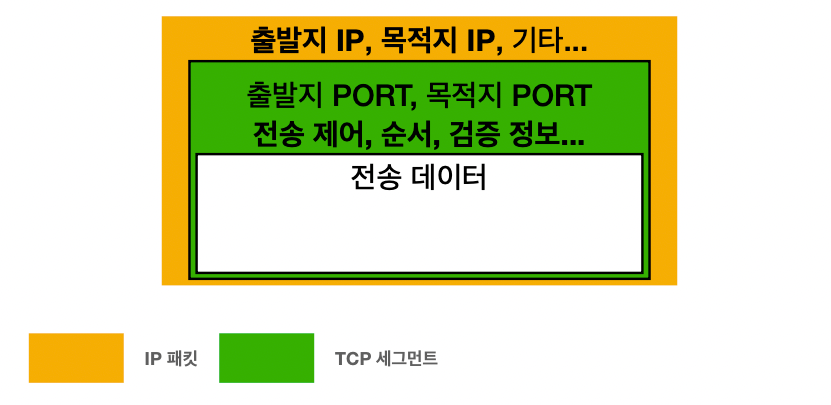 출발지 IP, 목적지 IP, 기타...
출발지 PORT, 목적지 PORT
전송 제어, 순서, 검증 정보...
전송 데이터
IP 패킷
TCP 세그먼트